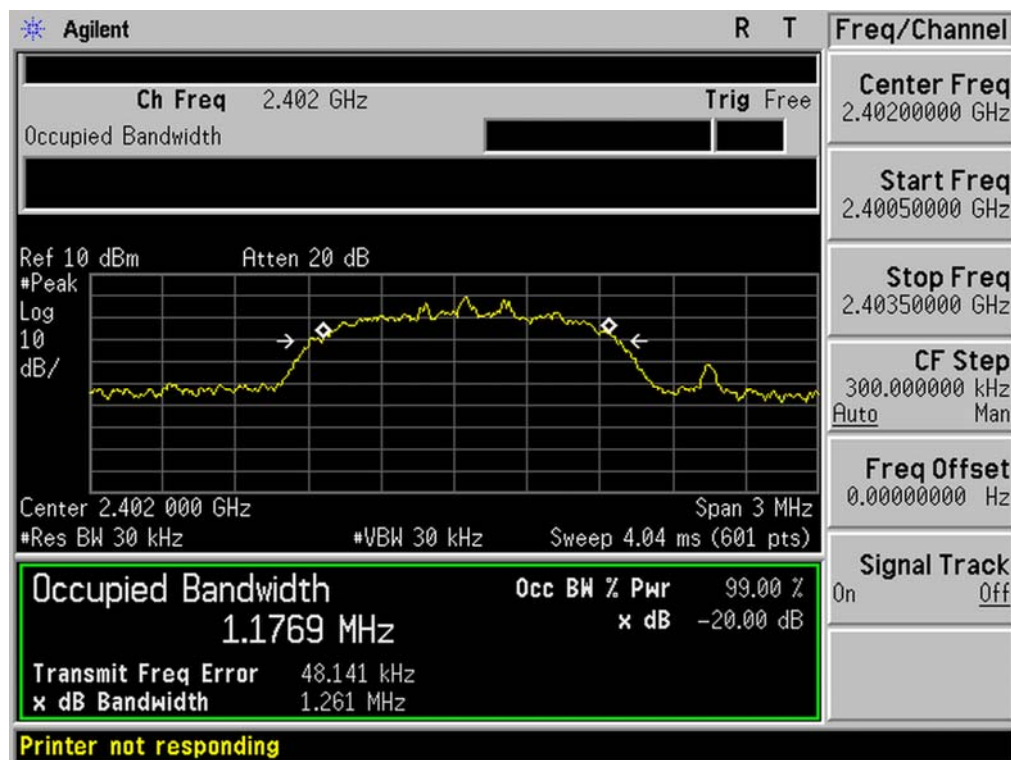 Agilent R T Freq/Channel
Ch Freq 2.402 GHz Trig Free
Occupied Bandwidth
Center Freq
2.40200000 GHz
Start Freq
2.40050000 GHz
Stop Freq
2.40350000 GHz
CF Step
300.000000 kHz
Auto Man
Freq Offset
0.00000000 Hz
Signal Track
On Off
Ref 10 dBm Atten 20 dB
#Peak
Log
10
dB/
Center 2.402 000 GHz Span 3 MHz
#Res BW 30 kHz #VBW 30 kHz Sweep 4.04 ms (601 pts)
Occupied Bandwidth Occ BW % Pwr 99.00 %
1.1769 MHz x dB -20.00 dB
Transmit Freq Error 48.141 kHz
x dB Bandwidth 1.261 MHz
Printer not responding